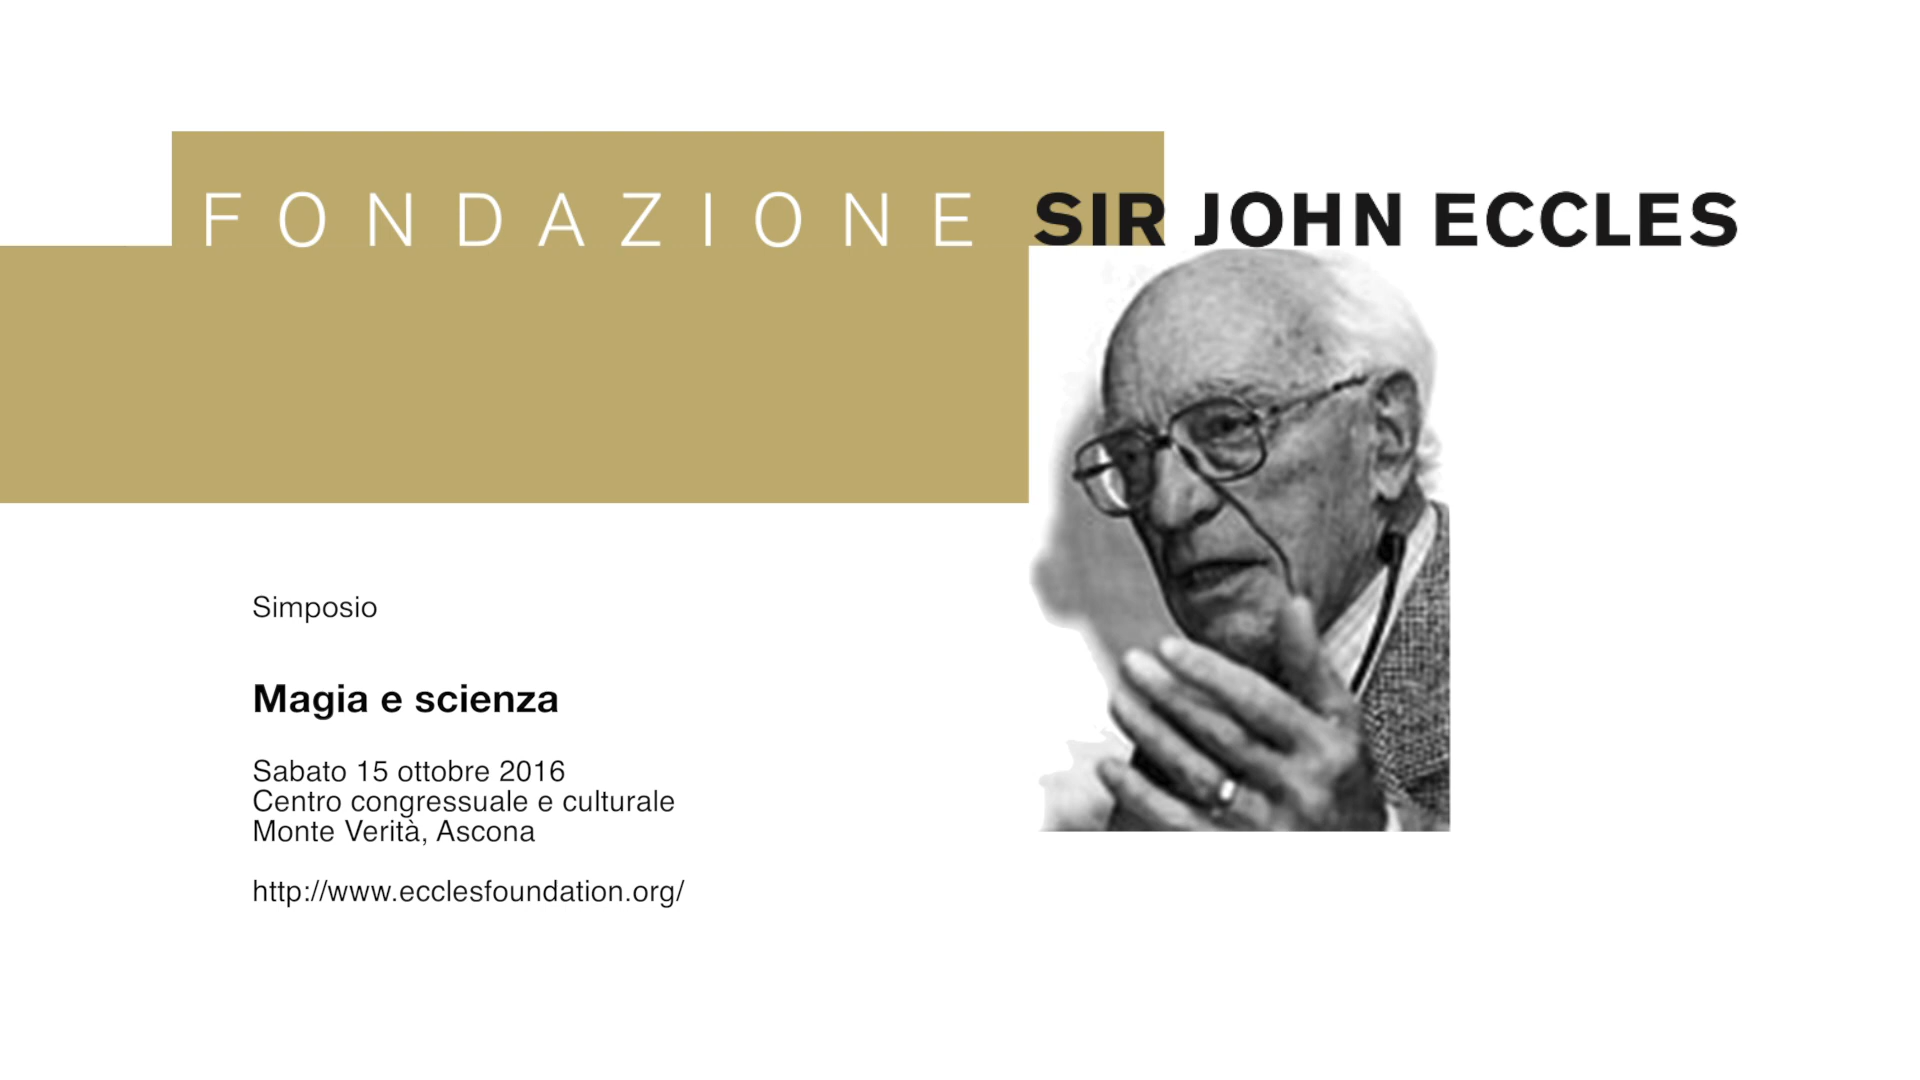 FONDAZIONE SIR JOHN ECCLES
Simposio
Magia e scienza
Sabato 15 ottobre 2016
Centro congressuale e culturale
Monte Verità, Ascona
http://www.ecclesfoundation.org/